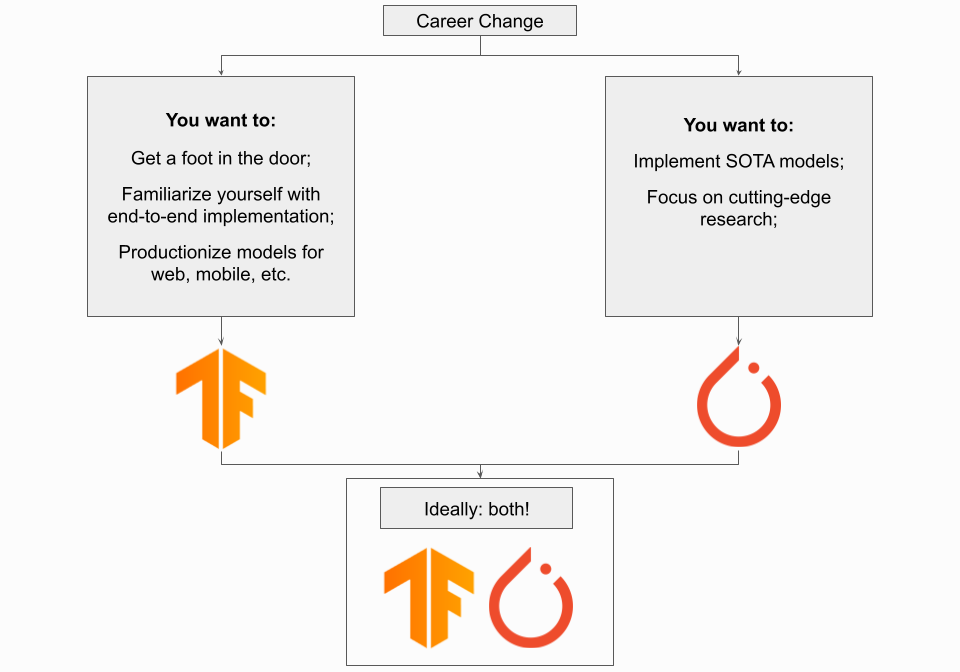 Career Change
You want to:
Get a foot in the door;
Familiarize yourself with
end-to-end implementation;
Productionize models for
web, mobile, etc.
You want to:
Implement SOTA models;
Focus on cutting-edge
research;
Ideally: both!